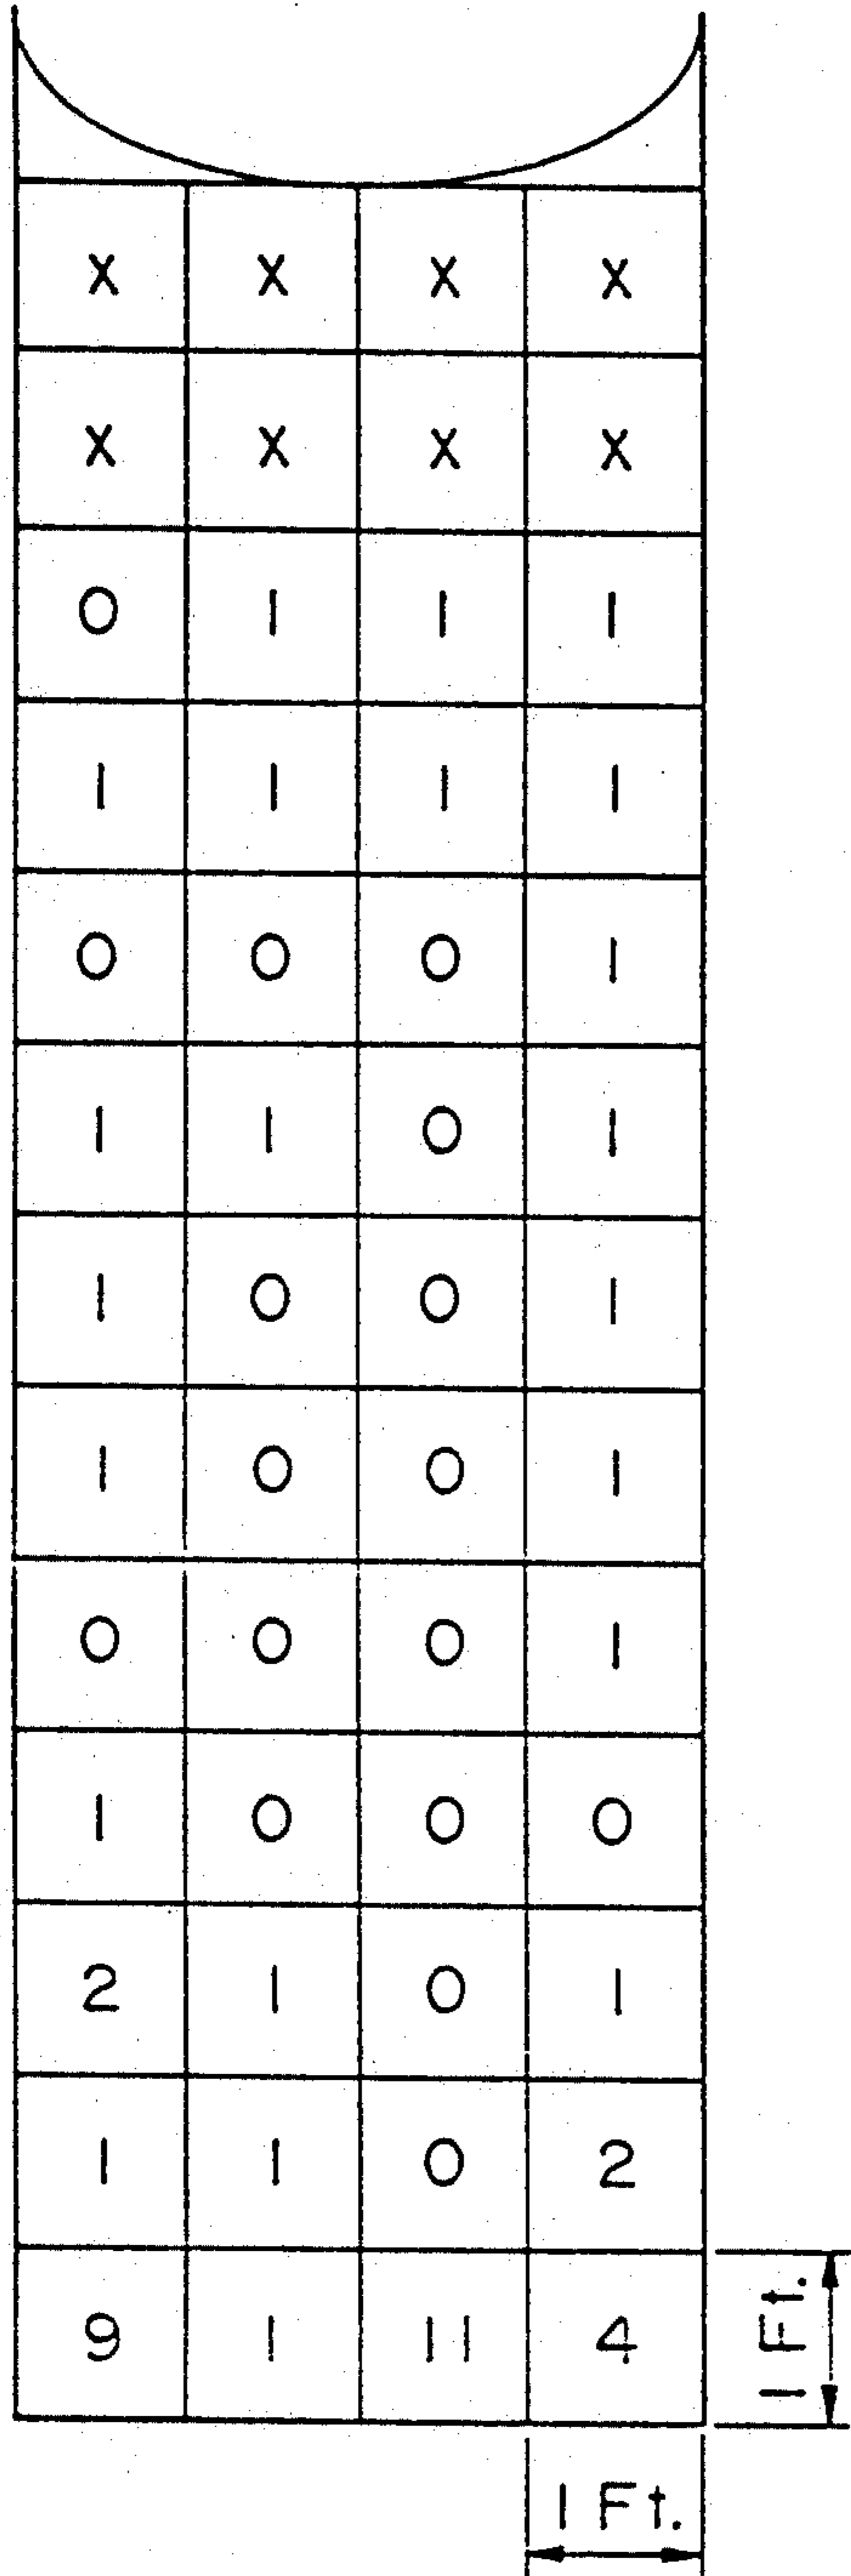 X X X X
X X X X
0 1 1 1
1 1 1 1
0 0 0 1
1 1 0 1
1 0 0 1
1 0 0 1
0 0 0 1
1 0 0 0
2 1 0 1
1 1 0 2
9 1 11 4
1 Ft.
1 Ft.